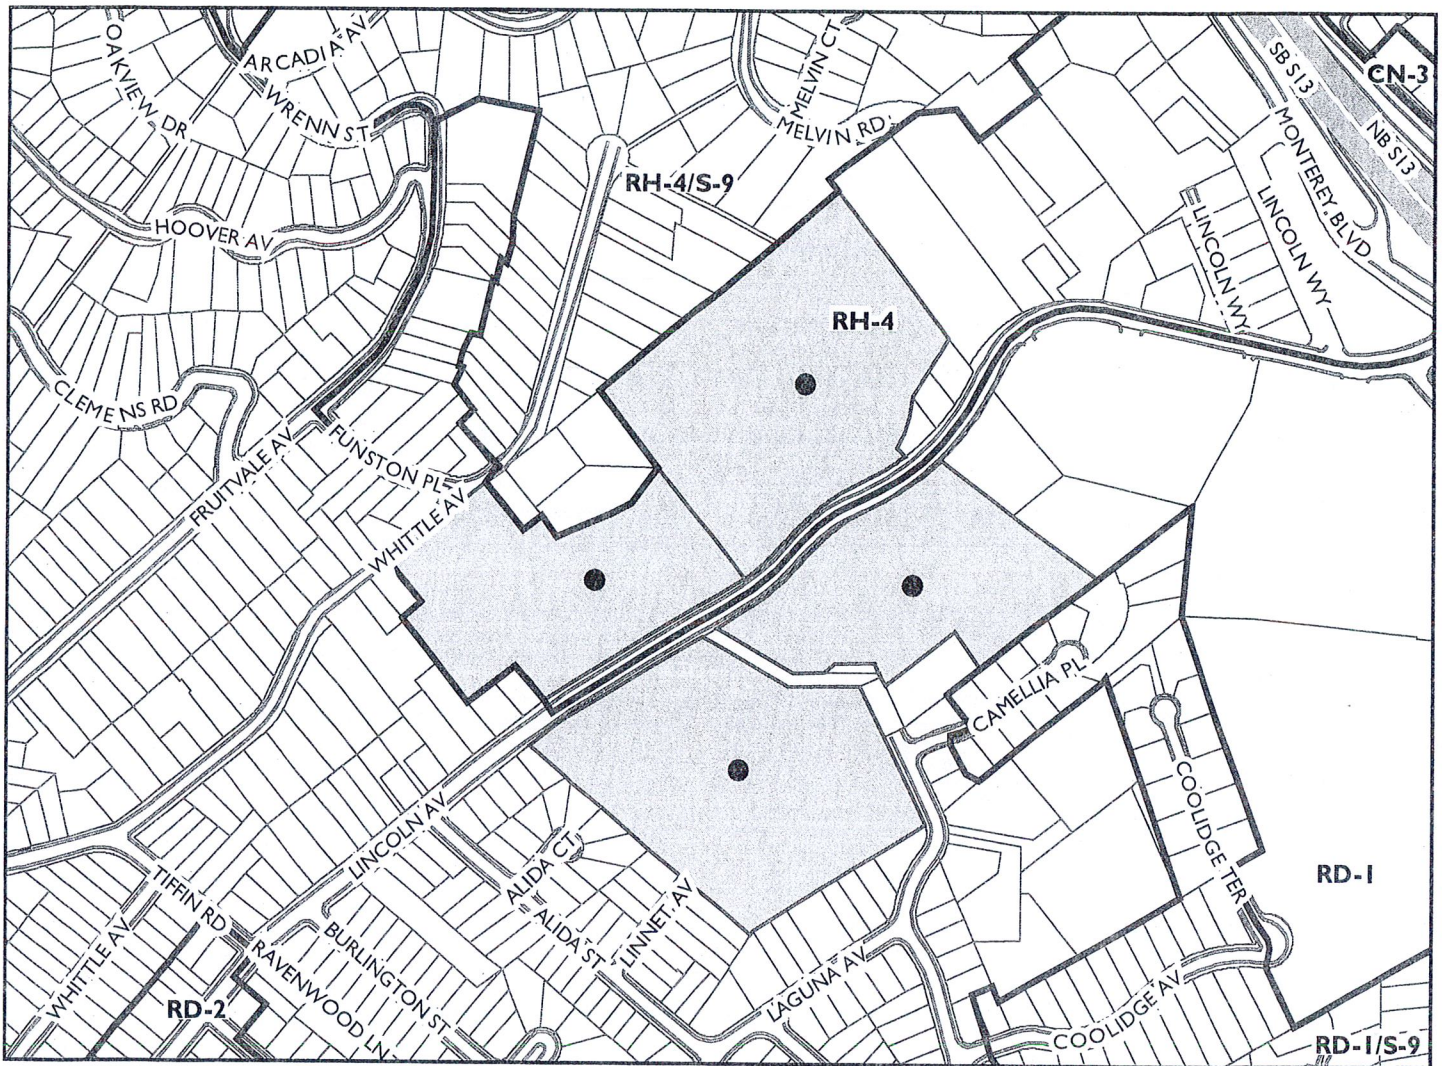 OAKVIEW DR
ARCADIA AV
WRENN ST
MELVIN CT
MELVIN RD
SB S13
NB S13
CN-3
MONTEREY BLVD
LINCOLN WY
LINCOLN WY
RH-4/S-9
HOOVER AV
RH-4
CLEMENS RD
FRUITVALE AV
FUNSTON PL
WHITTLE AV
CAMELLIA PL
COOLIDGE TER
LINCOLN AV
ALIDA CT
ALIDA ST
LINNET AV
TIFFIN RD
WHITTLE AV
BURLINGTON ST
RAVENWOOD LN
RD-1
RD-2
LAGUNA AV
COOLIDGE AV
RD-1/S-9